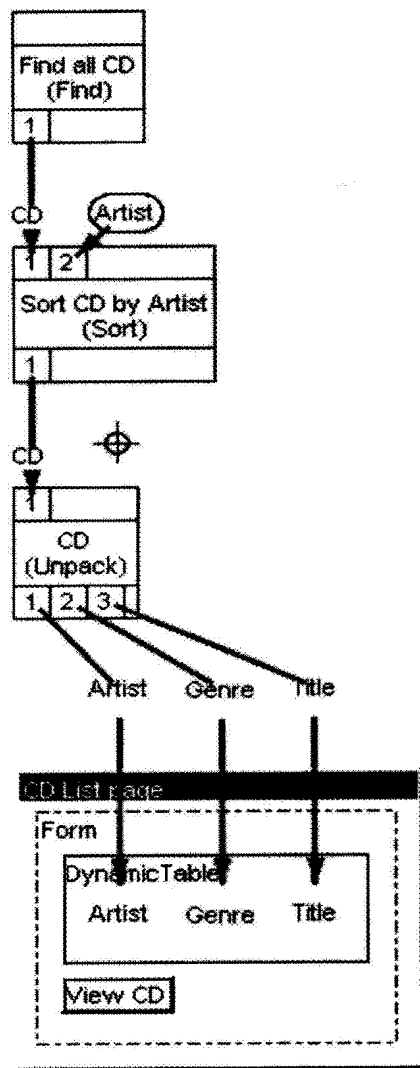 Find all CD
(Find)
1
CD
Artist
1 2
Sort CD by Artist
(Sort)
1
CD
1
CD
(Unpack)
1 2 3
Artist Genre Title
CD List page
Form
DynamicTable
Artist Genre Title
View CD